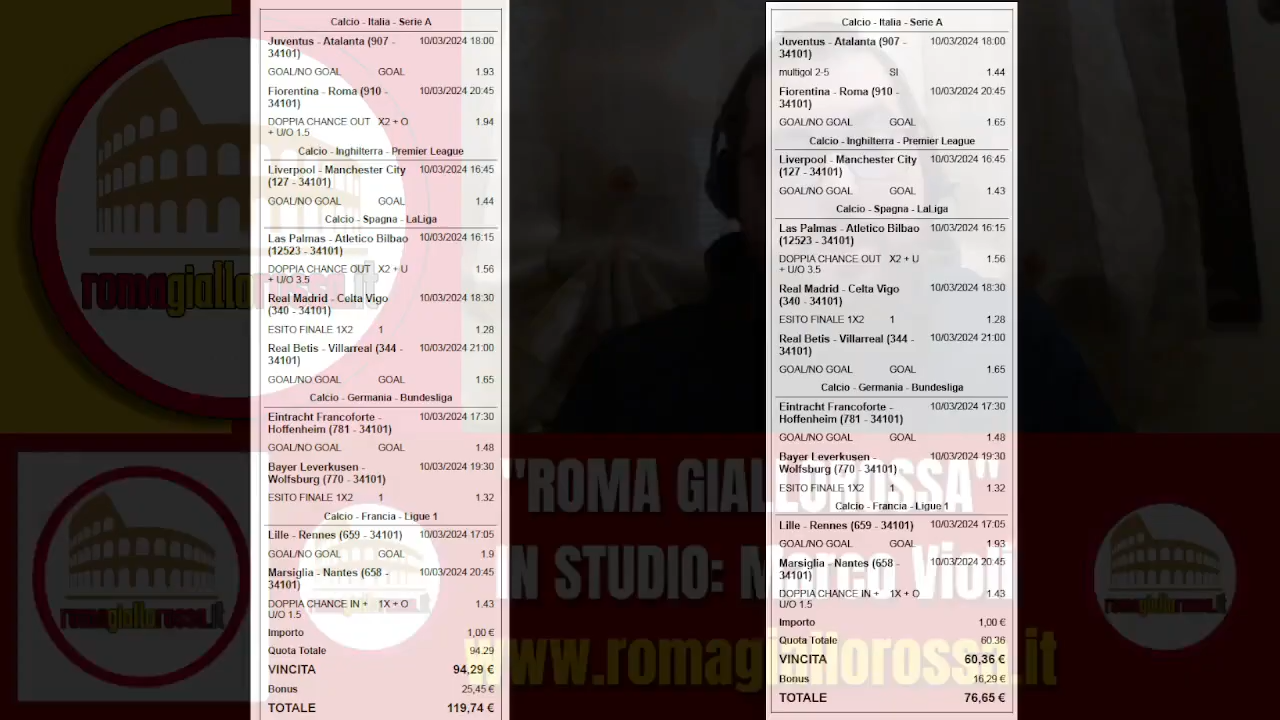 Calcio - Italia - Serie A
Juventus - Atalanta (907 - 10/03/2024 18:00
34101)
GOAL/NO GOAL GOAL 1.93
Fiorentina - Roma (910 - 10/03/2024 20:45
34101)
DOPPIA CHANCE OUT X2 + O 1.94
+ U/O 1.5
Calcio - Inghilterra - Premier League
Liverpool - Manchester City 10/03/2024 16:45
(127 - 34101)
GOAL/NO GOAL GOAL 1.44
Calcio - Spagna - LaLiga
Las Palmas - Atletico Bilbao 10/03/2024 16:15
(12523 - 34101)
DOPPIA CHANCE OUT X2 + U 1.56
+ U/O 3.5
Real Madrid - Celta Vigo 10/03/2024 18:30
(340 - 34101)
ESITO FINALE 1X2 1 1.28
Real Betis - Villarreal (344 - 10/03/2024 21:00
34101)
GOAL/NO GOAL GOAL 1.65
Calcio - Germania - Bundesliga
Eintracht Francoforte - 10/03/2024 17:30
Hoffenheim (781 - 34101)
GOAL/NO GOAL GOAL 1.48
Bayer Leverkusen - 10/03/2024 19:30
Wolfsburg (770 - 34101)
ESITO FINALE 1X2 1 1.32
Calcio - Francia - Ligue 1
Lille - Rennes (659 - 34101) 10/03/2024 17:05
GOAL/NO GOAL GOAL 1.9
Marsiglia - Nantes (658 - 10/03/2024 20:45
34101)
DOPPIA CHANCE IN + 1X + O 1.43
U/O 1.5
Importo 1,00 €
Quota Totale 94.29
VINCITA 94,29 €
Bonus 25,45 €
TOTALE 119,74 €
Calcio - Italia - Serie A
Juventus - Atalanta (907 - 10/03/2024 18:00
34101)
multigol 2-5 SI 1.44
Fiorentina - Roma (910 - 10/03/2024 20:45
34101)
GOAL/NO GOAL GOAL 1.65
Calcio - Inghilterra - Premier League
Liverpool - Manchester City 10/03/2024 16:45
(127 - 34101)
GOAL/NO GOAL GOAL 1.43
Calcio - Spagna - LaLiga
Las Palmas - Atletico Bilbao 10/03/2024 16:15
(12523 - 34101)
DOPPIA CHANCE OUT X2 + U 1.56
+ U/O 3.5
Real Madrid - Celta Vigo 10/03/2024 18:30
(340 - 34101)
ESITO FINALE 1X2 1 1.28
Real Betis - Villarreal (344 - 10/03/2024 21:00
34101)
GOAL/NO GOAL GOAL 1.65
Calcio - Germania - Bundesliga
Eintracht Francoforte - 10/03/2024 17:30
Hoffenheim (781 - 34101)
GOAL/NO GOAL GOAL 1.48
Bayer Leverkusen - 10/03/2024 19:30
Wolfsburg (770 - 34101)
ESITO FINALE 1X2 1 1.32
Calcio - Francia - Ligue 1
Lille - Rennes (659 - 34101) 10/03/2024 17:05
GOAL/NO GOAL GOAL 1.93
Marsiglia - Nantes (658 - 10/03/2024 20:45
34101)
DOPPIA CHANCE IN + 1X + O 1.43
U/O 1.5
Importo 1,00 €
Quota Totale 60.36
VINCITA 60,36 €
Bonus 16,29 €
TOTALE 76,65 €
romagiallorossa.it
"ROMA GIALLOROSSA"
IN STUDIO: Marco Violi
www.romagiallorossa.it
romagiallorossa.it
romagiallorossa.it
romagiallorossa.it